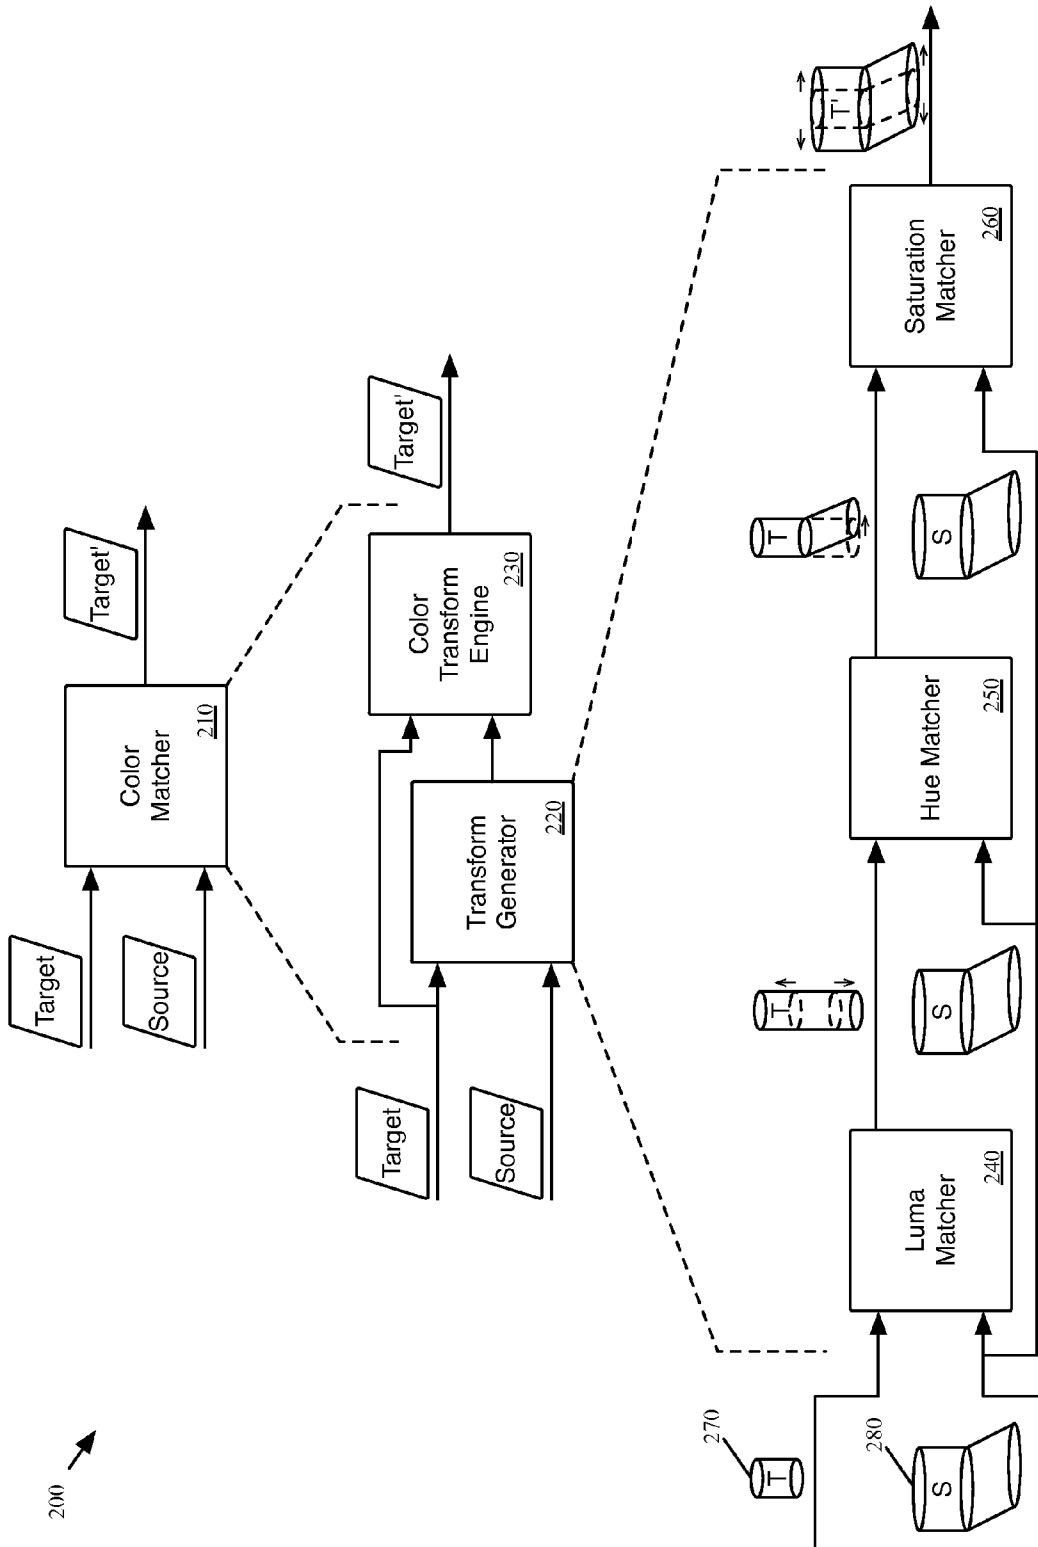 200
Target
Source
Color
Matcher
210
Target'
Target
Source
Transform
Generator
220
Color
Transform
Engine
230
Target'
T
270
S
280
Luma
Matcher
240
T
S
Hue Matcher
250
T
S
Saturation
Matcher
260
T'